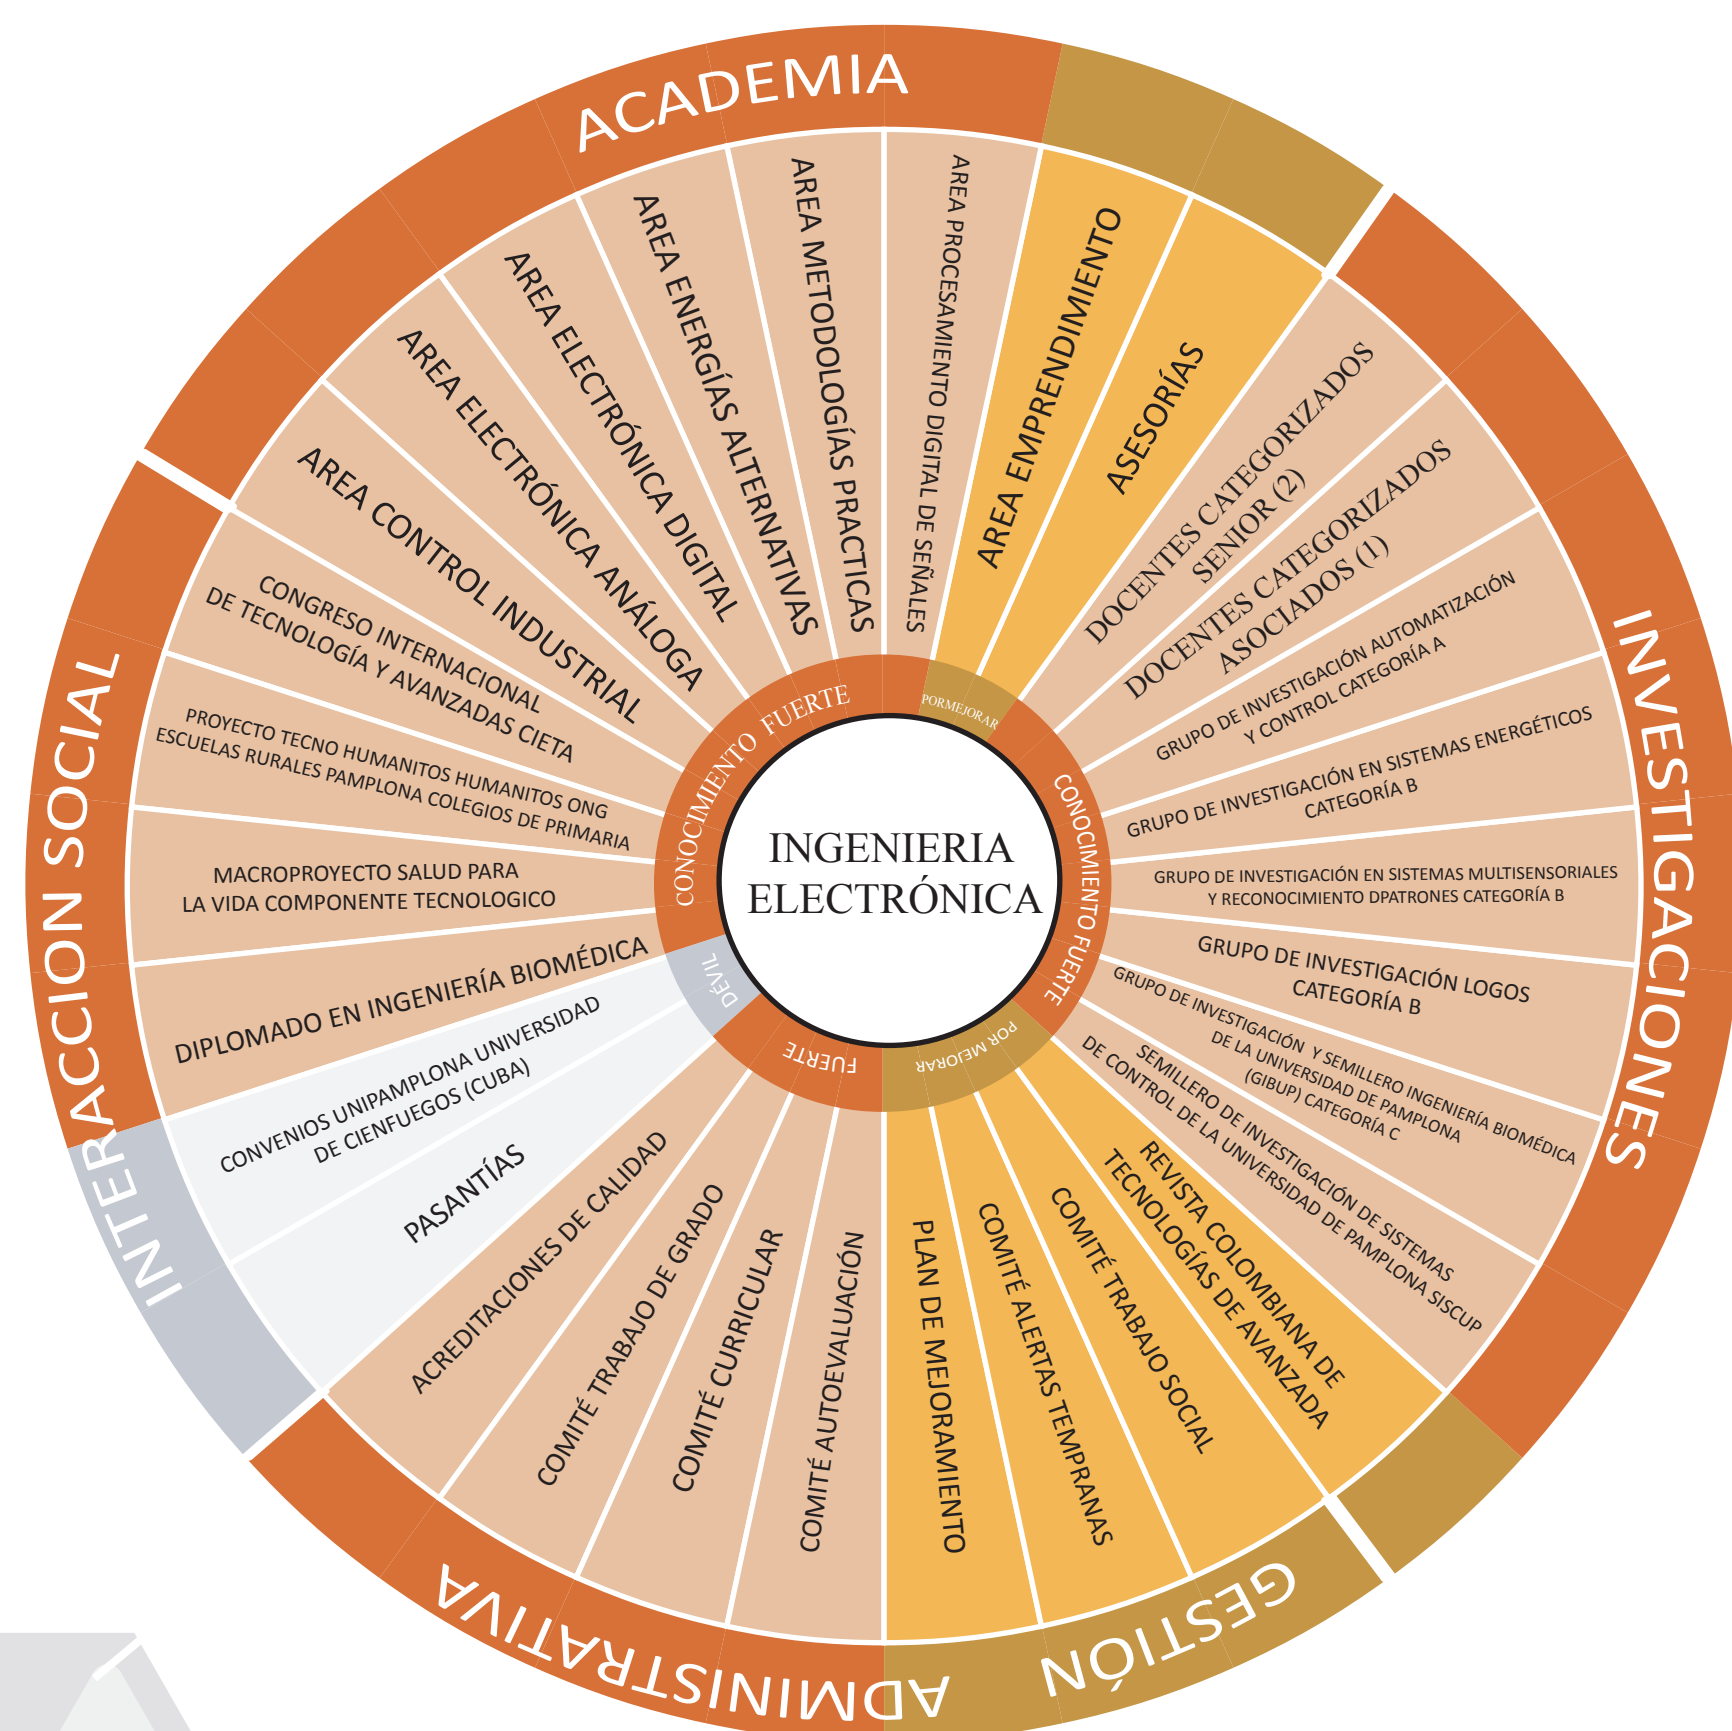 ACADEMIA
AREA CONTROL INDUSTRIAL
AREA ELECTRÓNICA ANÁLOGA
AREA ELECTRÓNICA DIGITAL
AREA ENERGÍAS ALTERNATIVAS
AREA METODOLOGÍAS PRACTICAS
AREA PROCESAMIENTO DIGITAL DE SEÑALES
AREA EMPRENDIMIENTO
ASESORÍAS
INVESTIGACIONES
DOCENTES CATEGORIZADOS
SENIOR (2)
DOCENTES CATEGORIZADOS
ASOCIADOS (1)
GRUPO DE INVESTIGACIÓN AUTOMATIZACIÓN
Y CONTROL CATEGORÍA A
GRUPO DE INVESTIGACIÓN EN SISTEMAS ENERGÉTICOS
CATEGORÍA B
GRUPO DE INVESTIGACIÓN EN SISTEMAS MULTISENSORIALES
Y RECONOCIMIENTO DPATRONES CATEGORÍA B
GRUPO DE INVESTIGACIÓN LOGOS
CATEGORÍA B
GRUPO DE INVESTIGACIÓN Y SEMILLERO INGENIERÍA BIOMÉDICA
DE LA UNIVERSIDAD DE PAMPLONA
(GIBUP) CATEGORÍA C
SEMILLERO DE INVESTIGACIÓN DE SISTEMAS
DE CONTROL DE LA UNIVERSIDAD DE PAMPLONA SISCUP
REVISTA COLOMBIANA DE
TECNOLOGÍAS DE AVANZADA
GESTIÓN ADMINISTRATIVA
COMITÉ TRABAJO SOCIAL
COMITÉ ALERTAS TEMPRANAS
PLAN DE MEJORAMIENTO
COMITÉ AUTOEVALUACIÓN
COMITÉ CURRICULAR
COMITÉ TRABAJO DE GRADO
ACREDITACIONES DE CALIDAD
INTERACCION SOCIAL
PASANTÍAS
CONVENIOS UNIPAMPLONA UNIVERSIDAD
DE CIENFUEGOS (CUBA)
DIPLOMADO EN INGENIERÍA BIOMÉDICA
MACROPROYECTO SALUD PARA
LA VIDA COMPONENTE TECNOLOGICO
PROYECTO TECNO HUMANITOS HUMANITOS ONG
ESCUELAS RURALES PAMPLONA COLEGIOS DE PRIMARIA
CONGRESO INTERNACIONAL
DE TECNOLOGÍA Y AVANZADAS CIETA
CONOCIMIENTO FUERTE
PORMEJORAR
CONOCIMIENTO FUERTE
POR MEJORAR
FUERTE
DÉVIL
INGENIERIA
ELECTRÓNICA